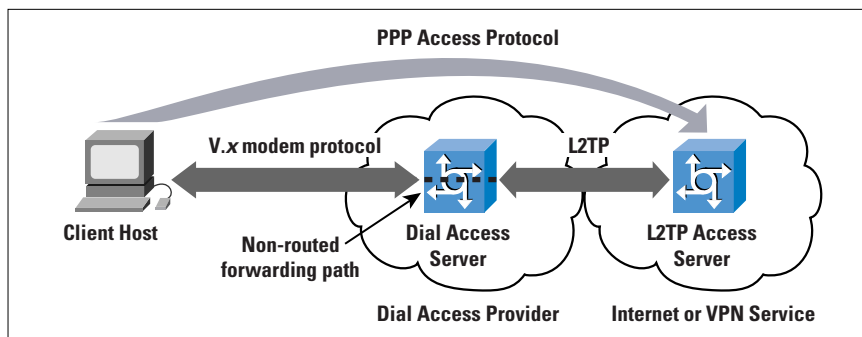 PPP Access Protocol
V.x modem protocol
L2TP
Client Host
Non-routed
forwarding path
Dial Access
Server
L2TP Access
Server
Dial Access Provider
Internet or VPN Service